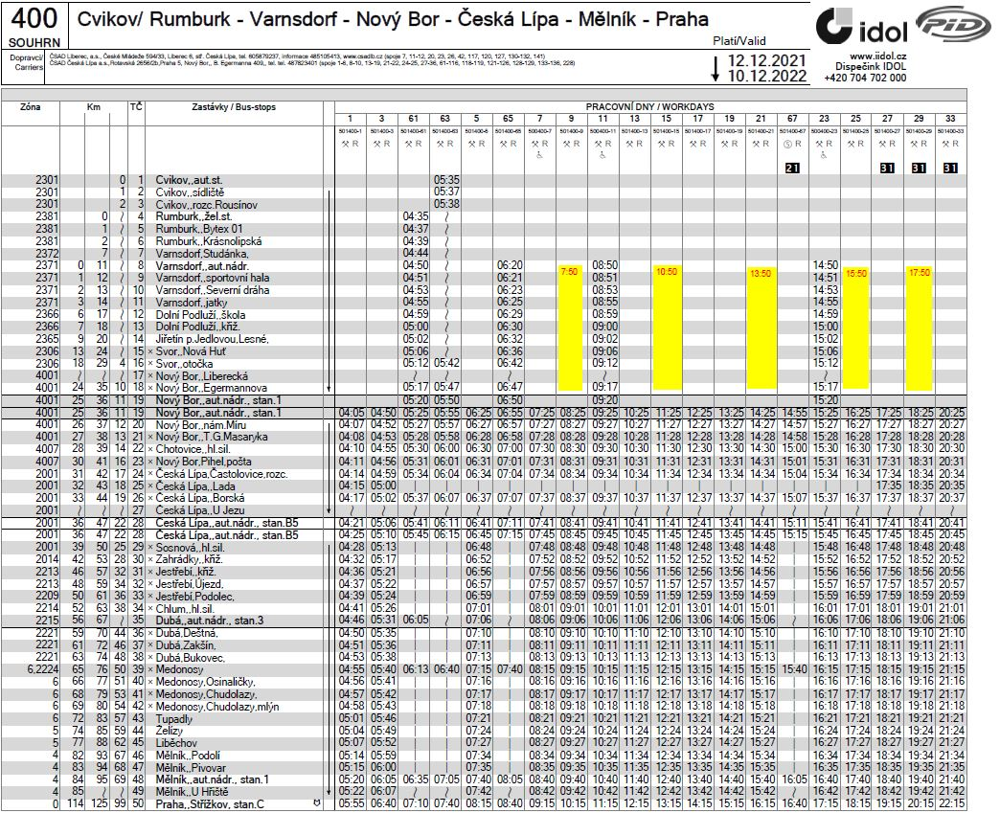 400 Cvikov/ Rumburk - Varnsdorf - Nový Bor - Česká Lípa - Mělník - Praha
SOUHRN
Platí/Valid
idol PID
Dopravci/ Carriers
ČSAD Liberec, a.s., České Mládeže 594/33, Liberec 6, stř. Česká Lípa, tel. 605879237, informace 485105413, www.csadlb.cz (spoje 7, 11-12, 20, 23, 26, 42, 117, 120, 127, 130-132, 141)
ČSAD Česká Lípa a.s., Rotavská 2656/2b, Praha 5, Nový Bor,, B. Egermanna 409,, tel. tel. 487823401 (spoje 1-6, 8-10, 13-19, 21-22, 24-25, 27-36, 61-116, 118-119, 121-126, 128-129, 133-136, 228)
12.12.2021
10.12.2022
www.iidol.cz
Dispečink IDOL
+420 704 702 000
Zóna Km TČ Zastávky / Bus-stops PRACOVNÍ DNY / WORKDAYS
1 3 61 63 5 65 7 9 11 13 15 17 19 21 67 23 25 27 29 33
501400-1 501400-3 501400-61 501400-63 501400-5 501400-65 500400-7 501400-9 500400-11 501400-13 501400-15 501400-17 501400-19 501400-21 501400-67 500400-23 501400-25 501400-27 501400-29 501400-33
⚒ R ⚒ R ⚒ R ⚒ R ⚒ R ⚒ R ⚒ R ⚒ R ⚒ R ⚒ R ⚒ R ⚒ R ⚒ R ⚒ R Ⓢ R ⚒ R ⚒ R ⚒ R ⚒ R ⚒ R
21 31 31 31
2301 0 1 Cvikov,,aut.st. 05:35
2301 1 2 Cvikov,,sídliště 05:37
2301 2 3 Cvikov,,rozc.Rousínov 05:38
2381 0 4 Rumburk,,žel.st. 04:35
2381 1 5 Rumburk,,Bytex 01 04:37
2381 2 6 Rumburk,,Krásnolipská 04:39
2372 7 7 Varnsdorf,Studánka, 04:44
2371 0 11 8 Varnsdorf,,aut.nádr. 04:50 06:20 08:50 14:50
2371 1 12 9 Varnsdorf,,sportovní hala 04:51 06:21 7:50 08:51 10:50 13:50 14:51 15:50 17:50
2371 2 13 10 Varnsdorf,,Severní dráha 04:53 06:23 08:53 14:53
2371 3 14 11 Varnsdorf,,jatky 04:55 06:25 08:55 14:55
2366 6 17 12 Dolní Podluží,,škola 04:59 06:29 08:59 14:59
2366 7 18 13 Dolní Podluží,,křiž. 05:00 06:30 09:00 15:00
2365 9 20 14 Jiřetín p.Jedlovou,Lesné, 05:02 06:32 09:02 15:02
2306 13 24 15 × Svor,,Nová Huť 05:06 06:36 09:06 15:06
2306 18 29 4 16 × Svor,,otočka 05:12 05:42 06:42 09:12 15:12
4001 17 × Nový Bor,,Liberecká
4001 24 35 10 18 × Nový Bor,,Egermannova 05:17 05:47 06:47 09:17 15:17
4001 25 36 11 19 Nový Bor,,aut.nádr., stan.1 05:20 05:50 06:50 09:20 15:20
4001 25 36 11 19 Nový Bor,,aut.nádr., stan.1 04:05 04:50 05:25 05:55 06:25 06:55 07:25 08:25 09:25 10:25 11:25 12:25 13:25 14:25 14:55 15:25 16:25 17:25 18:25 20:25
4001 26 37 12 20 Nový Bor,,nám.Míru 04:07 04:52 05:27 05:57 06:27 06:57 07:27 08:27 09:27 10:27 11:27 12:27 13:27 14:27 14:57 15:27 16:27 17:27 18:27 20:27
4001 27 38 13 21 × Nový Bor,,T.G.Masaryka 04:08 04:53 05:28 05:58 06:28 06:58 07:28 08:28 09:28 10:28 11:28 12:28 13:28 14:28 14:58 15:28 16:28 17:28 18:28 20:28
4007 28 39 14 22 × Chotovice,,hl.sil. 04:10 04:55 05:30 06:00 06:30 07:00 07:30 08:30 09:30 10:30 11:30 12:30 13:30 14:30 15:00 15:30 16:30 17:30 18:30 20:30
4007 30 41 16 23 × Nový Bor,Pihel,pošta 04:11 04:56 05:31 06:01 06:31 07:01 07:31 08:31 09:31 10:31 11:31 12:31 13:31 14:31 15:01 15:31 16:31 17:31 18:31 20:31
2001 31 42 17 24 × Česká Lípa,Častolovice,rozc. 04:14 04:59 05:34 06:04 06:34 07:04 07:34 08:34 09:34 10:34 11:34 12:34 13:34 14:34 15:04 15:34 16:34 17:34 18:34 20:34
2001 32 43 18 25 × Česká Lípa,,Lada 04:15 05:00 17:35 18:35 20:35
2001 33 44 19 26 × Česká Lípa,,Borská 04:17 05:02 05:37 06:07 06:37 07:07 07:37 08:37 09:37 10:37 11:37 12:37 13:37 14:37 15:07 15:37 16:37 17:37 18:37 20:37
2001 27 Česká Lípa,,U Jezu
2001 36 47 22 28 Česká Lípa,,aut.nádr., stan.B5 04:21 05:06 05:41 06:11 06:41 07:11 07:41 08:41 09:41 10:41 11:41 12:41 13:41 14:41 15:11 15:41 16:41 17:41 18:41 20:41
2001 36 47 22 28 Česká Lípa,,aut.nádr., stan.B5 04:25 05:10 05:45 06:15 06:45 07:15 07:45 08:45 09:45 10:45 11:45 12:45 13:45 14:45 15:15 15:45 16:45 17:45 18:45 20:45
2001 39 50 25 29 × Sosnová,,hl.sil. 04:28 05:13 06:48 07:48 08:48 09:48 10:48 11:48 12:48 13:48 14:48 15:48 16:48 17:48 18:48 20:48
2014 42 53 28 30 × Zahrádky,,křiž. 04:32 05:17 06:52 07:52 08:52 09:52 10:52 11:52 12:52 13:52 14:52 15:52 16:52 17:52 18:52 20:52
2213 46 57 32 31 × Jestřebí,,křiž. 04:36 05:21 06:56 07:56 08:56 09:56 10:56 11:56 12:56 13:56 14:56 15:56 16:56 17:56 18:56 20:56
2213 48 59 34 32 × Jestřebí,Újezd, 04:37 05:22 06:57 07:57 08:57 09:57 10:57 11:57 12:57 13:57 14:57 15:57 16:57 17:57 18:57 20:57
2209 50 61 36 33 × Jestřebí,Podolec, 04:39 05:24 06:59 07:59 08:59 09:59 10:59 11:59 12:59 13:59 14:59 15:59 16:59 17:59 18:59 20:59
2214 52 63 38 34 × Chlum,,hl.sil. 04:41 05:26 07:01 08:01 09:01 10:01 11:01 12:01 13:01 14:01 15:01 16:01 17:01 18:01 19:01 21:01
2215 56 67 35 Dubá,,aut.nádr., stan.3 04:46 05:31 06:05 07:06 08:06 09:06 10:06 11:06 12:06 13:06 14:06 15:06 16:06 17:06 18:06 19:06 21:06
2221 59 70 44 36 × Dubá,Deštná, 04:50 05:35 07:10 08:10 09:10 10:10 11:10 12:10 13:10 14:10 15:10 16:10 17:10 18:10 19:10 21:10
2221 61 72 46 37 × Dubá,Zakšín, 04:51 05:36 07:11 08:11 09:11 10:11 11:11 12:11 13:11 14:11 15:11 16:11 17:11 18:11 19:11 21:11
2221 63 74 48 38 × Dubá,Bukovec, 04:53 05:38 07:13 08:13 09:13 10:13 11:13 12:13 13:13 14:13 15:13 16:13 17:13 18:13 19:13 21:13
6,2224 65 76 50 39 × Medonosy 04:55 05:40 06:13 06:40 07:15 07:40 08:15 09:15 10:15 11:15 12:15 13:15 14:15 15:15 15:40 16:15 17:15 18:15 19:15 21:15
6 66 77 51 40 × Medonosy,Osinaličky, 04:56 05:41 07:16 08:16 09:16 10:16 11:16 12:16 13:16 14:16 15:16 16:16 17:16 18:16 19:16 21:16
6 68 79 53 41 × Medonosy,Chudolazy, 04:57 05:42 07:17 08:17 09:17 10:17 11:17 12:17 13:17 14:17 15:17 16:17 17:17 18:17 19:17 21:17
6 69 80 54 42 × Medonosy,Chudolazy,mlýn 04:58 05:43 07:18 08:18 09:18 10:18 11:18 12:18 13:18 14:18 15:18 16:18 17:18 18:18 19:18 21:18
6 72 83 57 43 Tupadly 05:01 05:46 07:21 08:21 09:21 10:21 11:21 12:21 13:21 14:21 15:21 16:21 17:21 18:21 19:21 21:21
5 74 85 59 44 Želízy 05:04 05:49 07:24 08:24 09:24 10:24 11:24 12:24 13:24 14:24 15:24 16:24 17:24 18:24 19:24 21:24
5 77 88 62 45 Liběchov 05:07 05:52 07:27 08:27 09:27 10:27 11:27 12:27 13:27 14:27 15:27 16:27 17:27 18:27 19:27 21:27
4 82 93 67 46 Mělník,,Podolí 05:14 05:59 07:34 08:34 09:34 10:34 11:34 12:34 13:34 14:34 15:34 16:34 17:34 18:34 19:34 21:34
4 83 94 68 47 Mělník,,Pivovar 05:15 06:00 07:35 08:35 09:35 10:35 11:35 12:35 13:35 14:35 15:35 16:35 17:35 18:35 19:35 21:35
4 84 95 69 48 Mělník,,aut.nádr., stan.1 05:20 06:05 06:35 07:05 07:40 08:05 08:40 09:40 10:40 11:40 12:40 13:40 14:40 15:40 16:05 16:40 17:40 18:40 19:40 21:40
4 85 49 Mělník,,U Hřiště 05:22 06:07 07:42 08:42 09:42 10:42 11:42 12:42 13:42 14:42 15:42 16:42 17:42 18:42 19:42 21:42
0 114 125 99 50 Praha,,Střížkov, stan.C 05:55 06:40 07:10 07:40 08:15 08:40 09:15 10:15 11:15 12:15 13:15 14:15 15:15 16:15 16:40 17:15 18:15 19:15 20:15 22:15